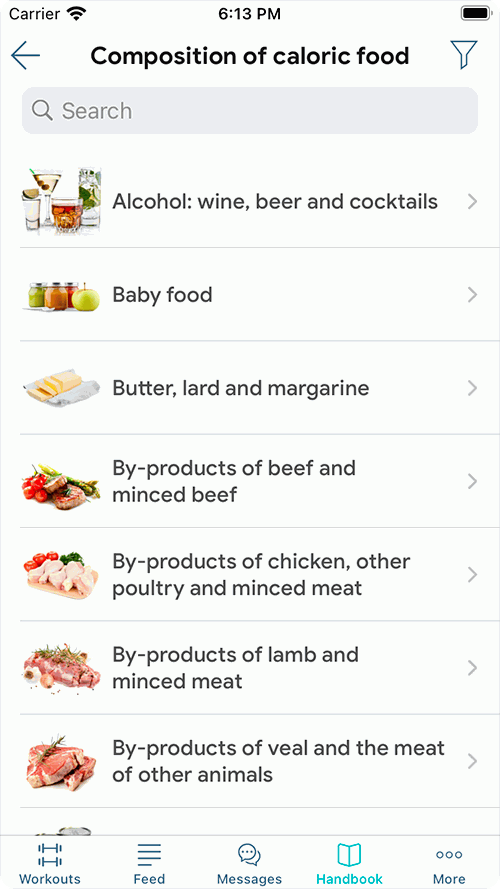 Carrier 6:13 PM
Composition of caloric food
Search
Alcohol: wine, beer and cocktails
Baby food
Butter, lard and margarine
By-products of beef and
minced beef
By-products of chicken, other
poultry and minced meat
By-products of lamb and
minced meat
By-products of veal and the meat
of other animals
Workouts Feed Messages Handbook More